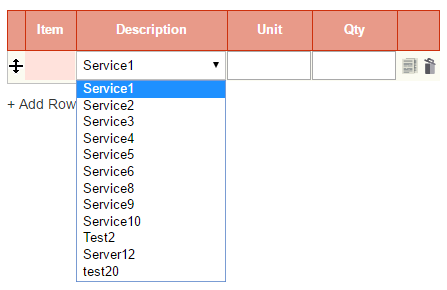 Item Description Unit Qty
Service1
+ Add Row
Service1
Service2
Service3
Service4
Service5
Service6
Service8
Service9
Service10
Test2
Server12
test20